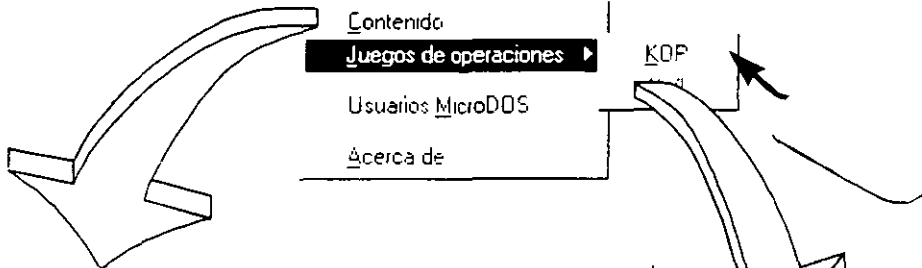 Contenido
Juegos de operaciones
KOP
Usuarios MicroDOS
Acerca de